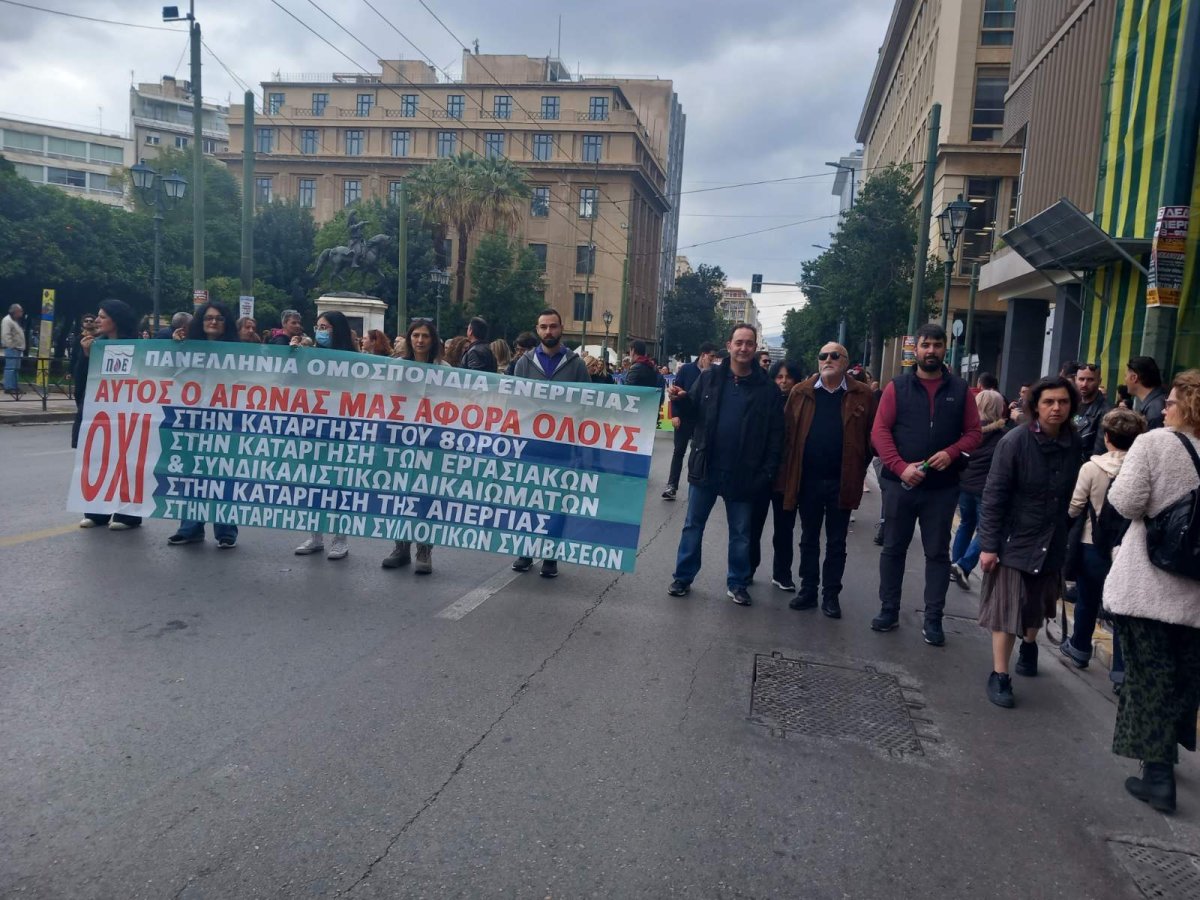 ΠΟΕ
ΠΑΝΕΛΛΗΝΙΑ ΟΜΟΣΠΟΝΔΙΑ ΕΝΕΡΓΕΙΑΣ
ΑΥΤΟΣ Ο ΑΓΩΝΑΣ ΜΑΣ ΑΦΟΡΑ ΟΛΟΥΣ
ΟΧΙ
ΣΤΗΝ ΚΑΤΑΡΓΗΣΗ ΤΟΥ 8ΩΡΟΥ
ΣΤΗΝ ΚΑΤΑΡΓΗΣΗ ΤΩΝ ΕΡΓΑΣΙΑΚΩΝ
& ΣΥΝΔΙΚΑΛΙΣΤΙΚΩΝ ΔΙΚΑΙΩΜΑΤΩΝ
ΣΤΗΝ ΚΑΤΑΡΓΗΣΗ ΤΗΣ ΑΠΕΡΓΙΑΣ
ΣΤΗΝ ΚΑΤΑΡΓΗΣΗ ΤΩΝ ΣΥΛΛΟΓΙΚΩΝ ΣΥΜΒΑΣΕΩΝ